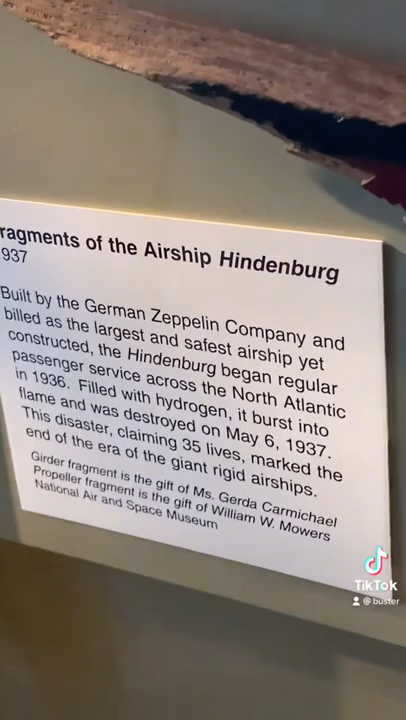 ragments of the Airship Hindenburg
937
Built by the German Zeppelin Company and
billed as the largest and safest airship yet
constructed, the Hindenburg began regular
passenger service across the North Atlantic
in 1936. Filled with hydrogen, it burst into
flame and was destroyed on May 6, 1937.
This disaster, claiming 35 lives, marked the
end of the era of the giant rigid airships.
Girder fragment is the gift of Ms. Gerda Carmichael
Propeller fragment is the gift of William W. Mowers
National Air and Space Museum
TikTok
@buster